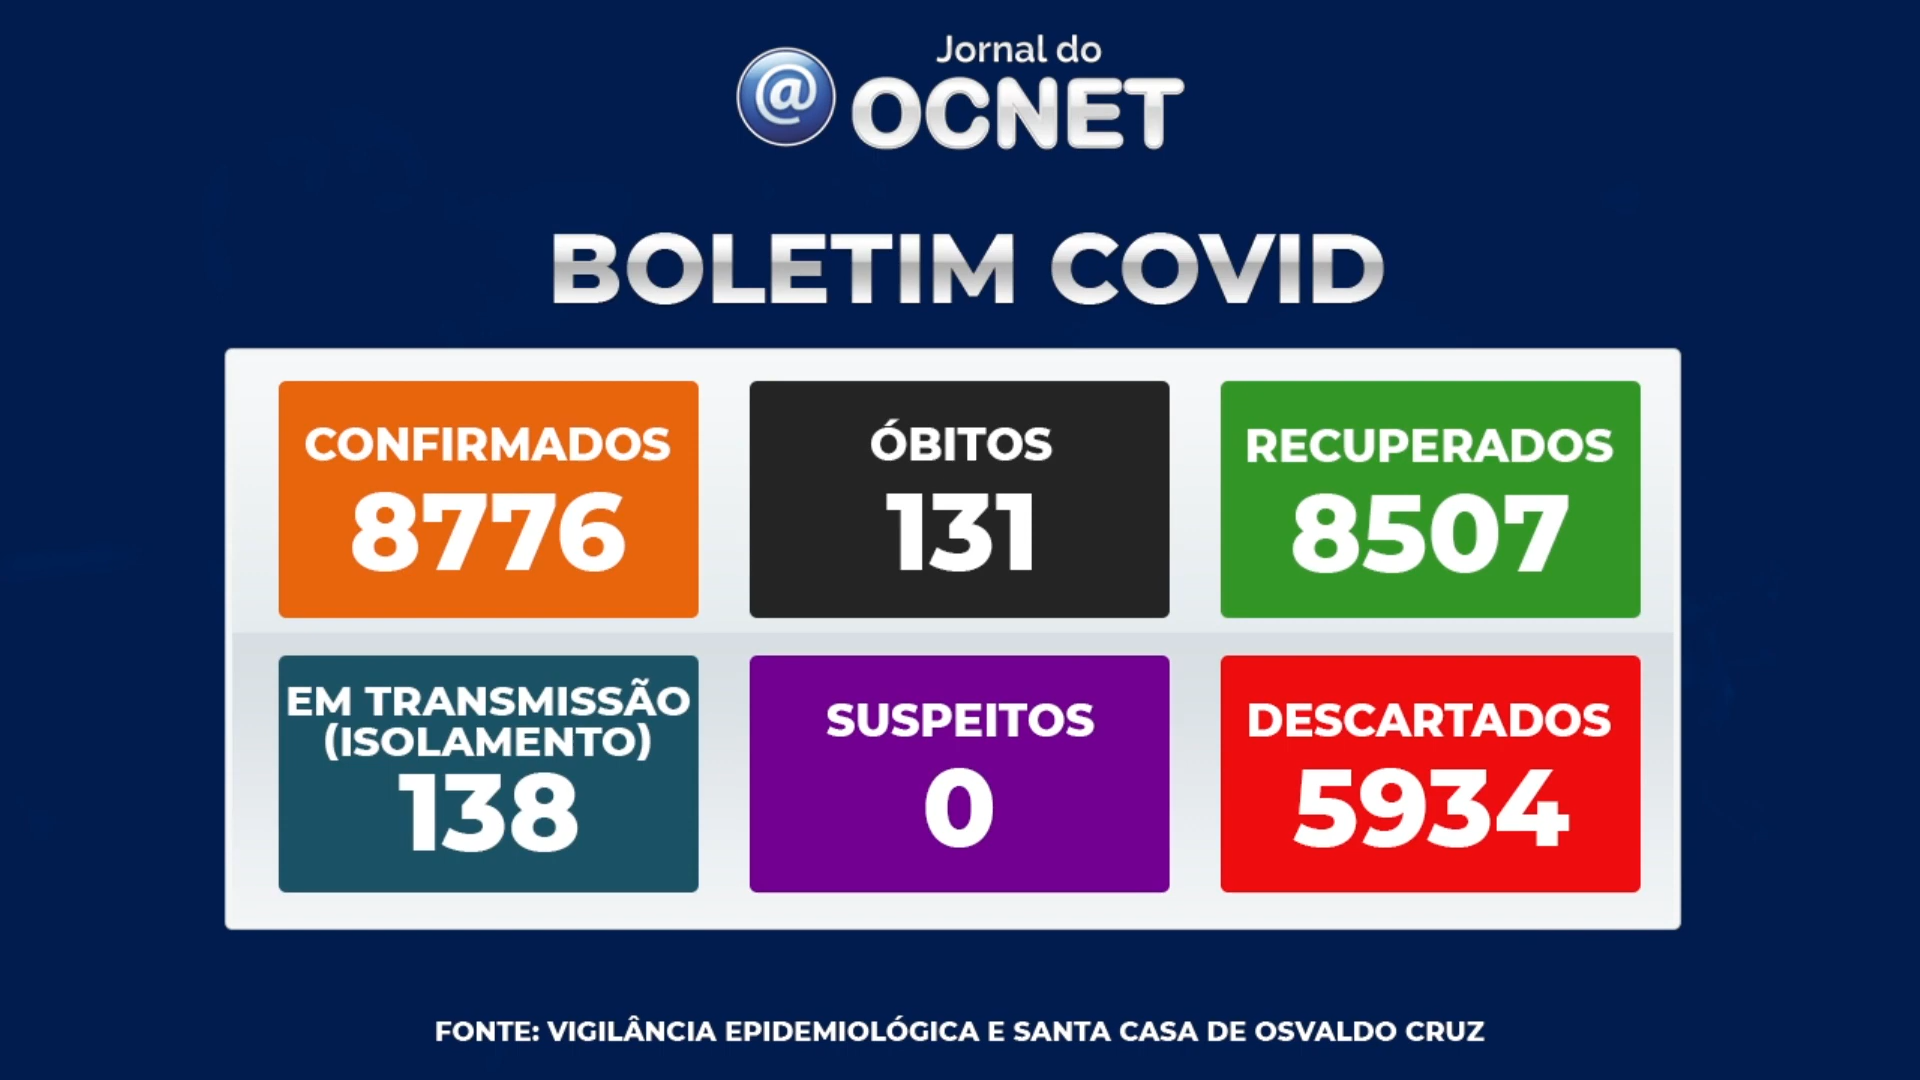 Jornal do
@ OCNET
BOLETIM COVID
CONFIRMADOS
8776
ÓBITOS
131
RECUPERADOS
8507
EM TRANSMISSÃO
(ISOLAMENTO)
138
SUSPEITOS
0
DESCARTADOS
5934
FONTE: VIGILÂNCIA EPIDEMIOLÓGICA E SANTA CASA DE OSVALDO CRUZ